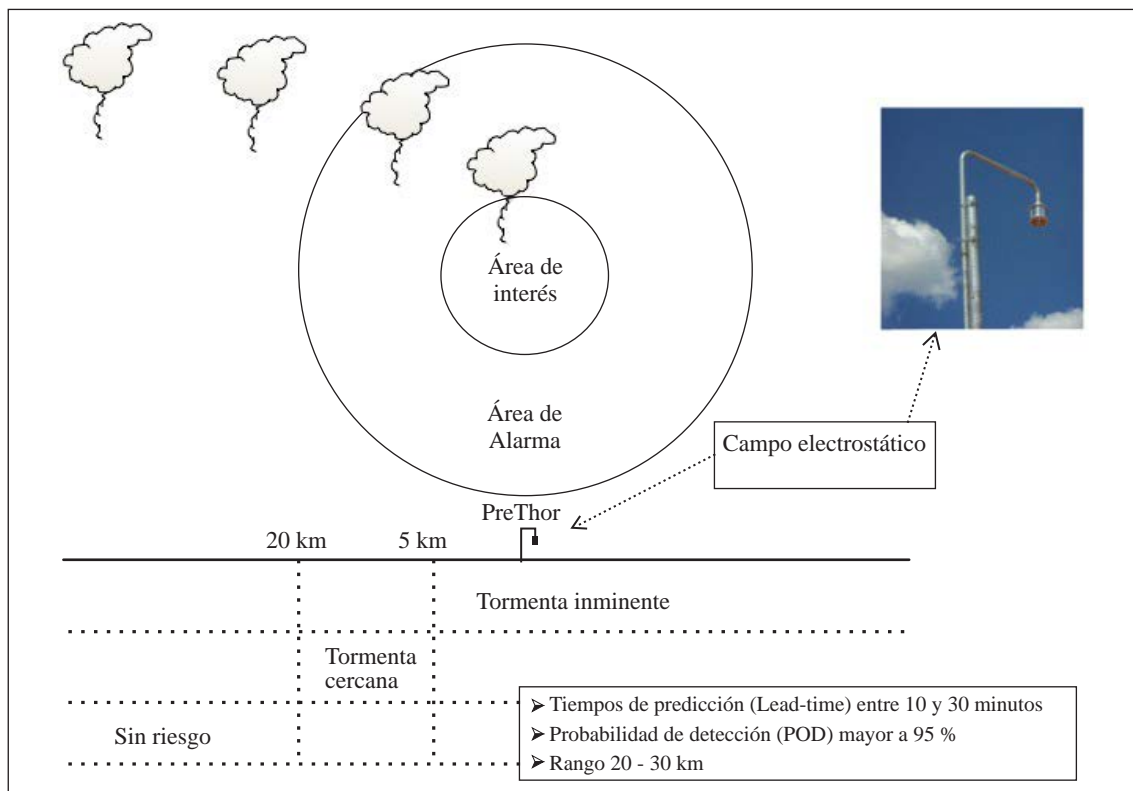 Área de
interés
Área de
Alarma
Campo electrostático
PreThor
20 km
5 km
Tormenta inminente
Tormenta
cercana
Sin riesgo
➢ Tiempos de predicción (Lead-time) entre 10 y 30 minutos
➢ Probabilidad de detección (POD) mayor a 95 %
➢ Rango 20 - 30 km